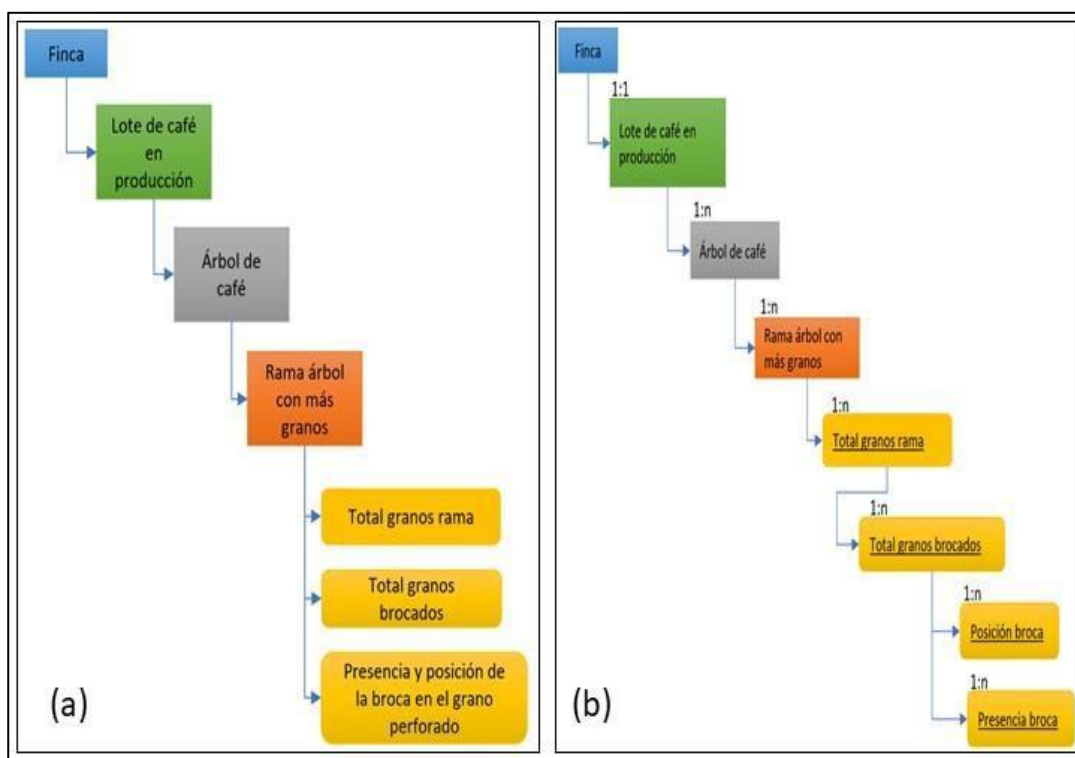 Finca
Lote de café
en
producción
Árbol de
café
Rama árbol
con más
granos
Total granos rama
Total granos
brocados
Presencia y posición de
la broca en el grano
perforado
(a)
Finca
1:1
Lote de café en
producción
1:n
Árbol de café
1:n
Rama árbol con
más granos
1:n
Total granos rama
1:n
Total granos brocados
1:n
Posición broca
1:n
Presencia broca
(b)